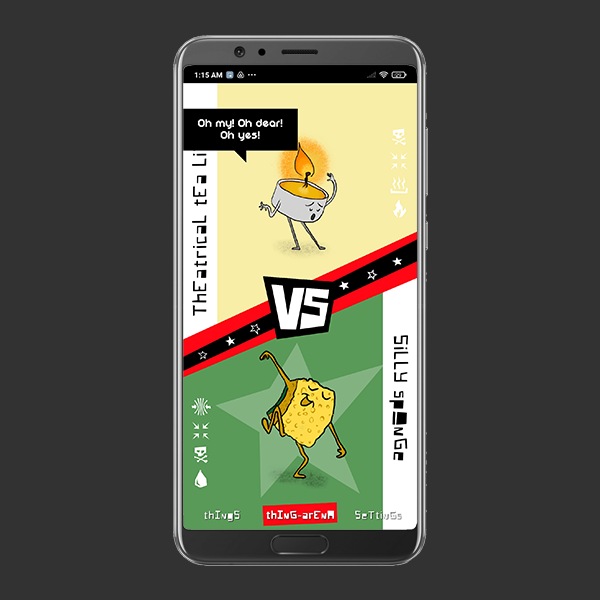 1:15 AM
Oh my! Oh dear!
Oh yes!
ThEatricaL tEa Li
VS
SiLLY spOnGe
thIngS
thInG-arEnA
SeTtinGs